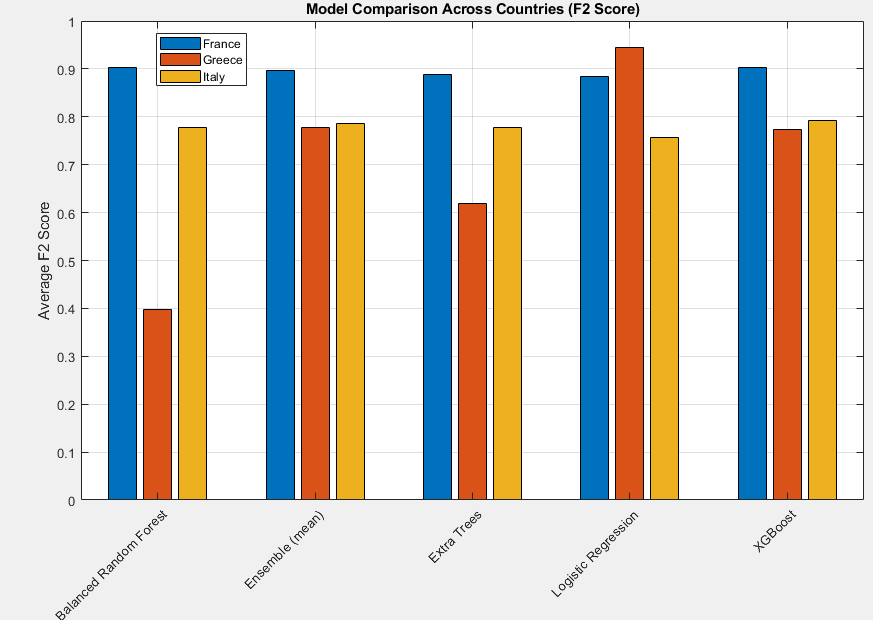 Model Comparison Across Countries (F2 Score)
France
Greece
Italy
Average F2 Score
1
0.9
0.8
0.7
0.6
0.5
0.4
0.3
0.2
0.1
0
Balanced Random Forest
Ensemble (mean)
Extra Trees
Logistic Regression
XGBoost